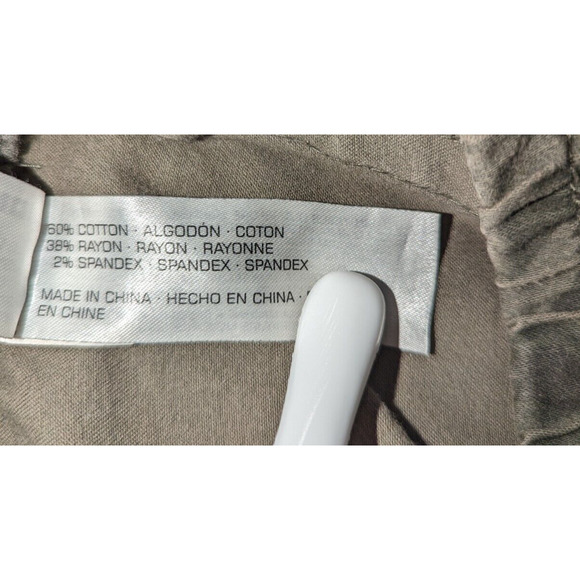 60% COTTON · ALGODÓN · COTON
38% RAYON · RAYON · RAYONNE
2% SPANDEX · SPANDEX · SPANDEX
MADE IN CHINA · HECHO EN CHINA ·
EN CHINE